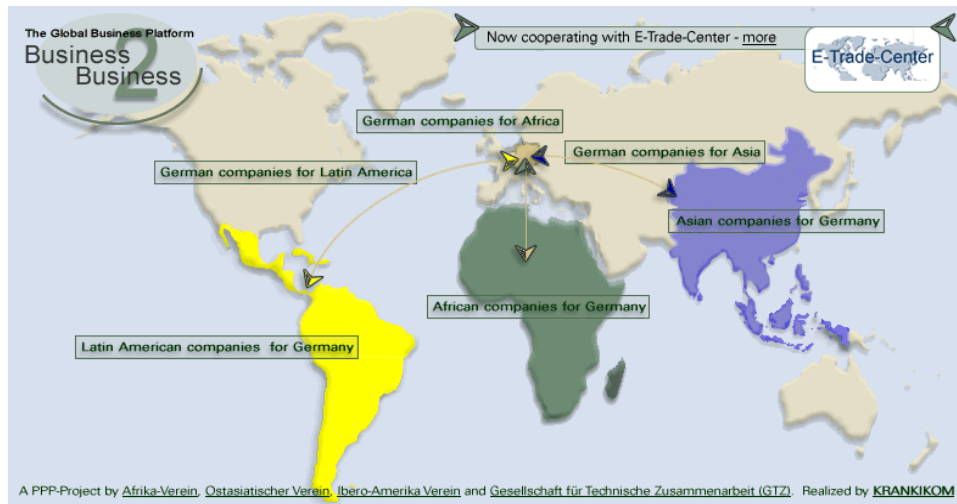 The Global Business Platform
Business 2
Business
Now cooperating with E-Trade-Center - more
E-Trade-Center
German companies for Africa
German companies for Asia
German companies for Latin America
Asian companies for Germany
African companies for Germany
Latin American companies for Germany
A PPP-Project by Afrika-Verein, Ostasiatischer Verein, Ibero-Amerika Verein and Gesellschaft für Technische Zusammenarbeit (GTZ). Realized by KRANKIKOM